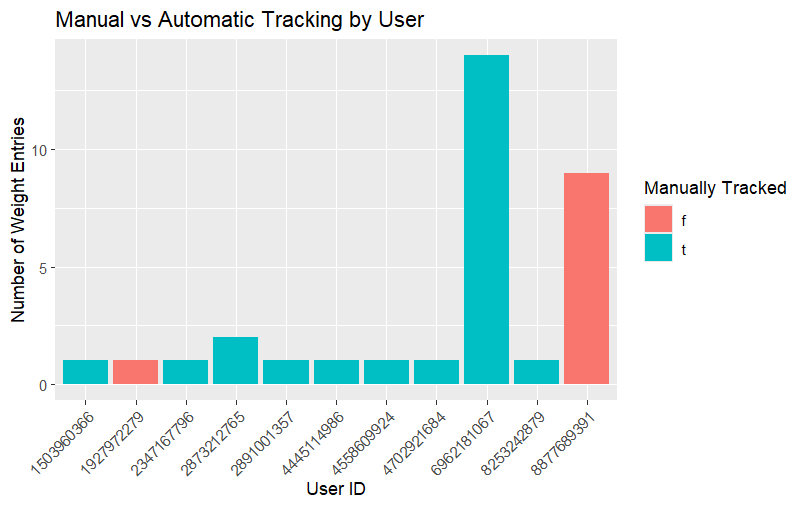 Manual vs Automatic Tracking by User
Number of Weight Entries
10
5
0
1503960366
1927972279
2347167796
2873212765
2891001357
4445114986
4558609924
4702921684
6962181067
8253242879
8877689391
User ID
Manually Tracked
f
t